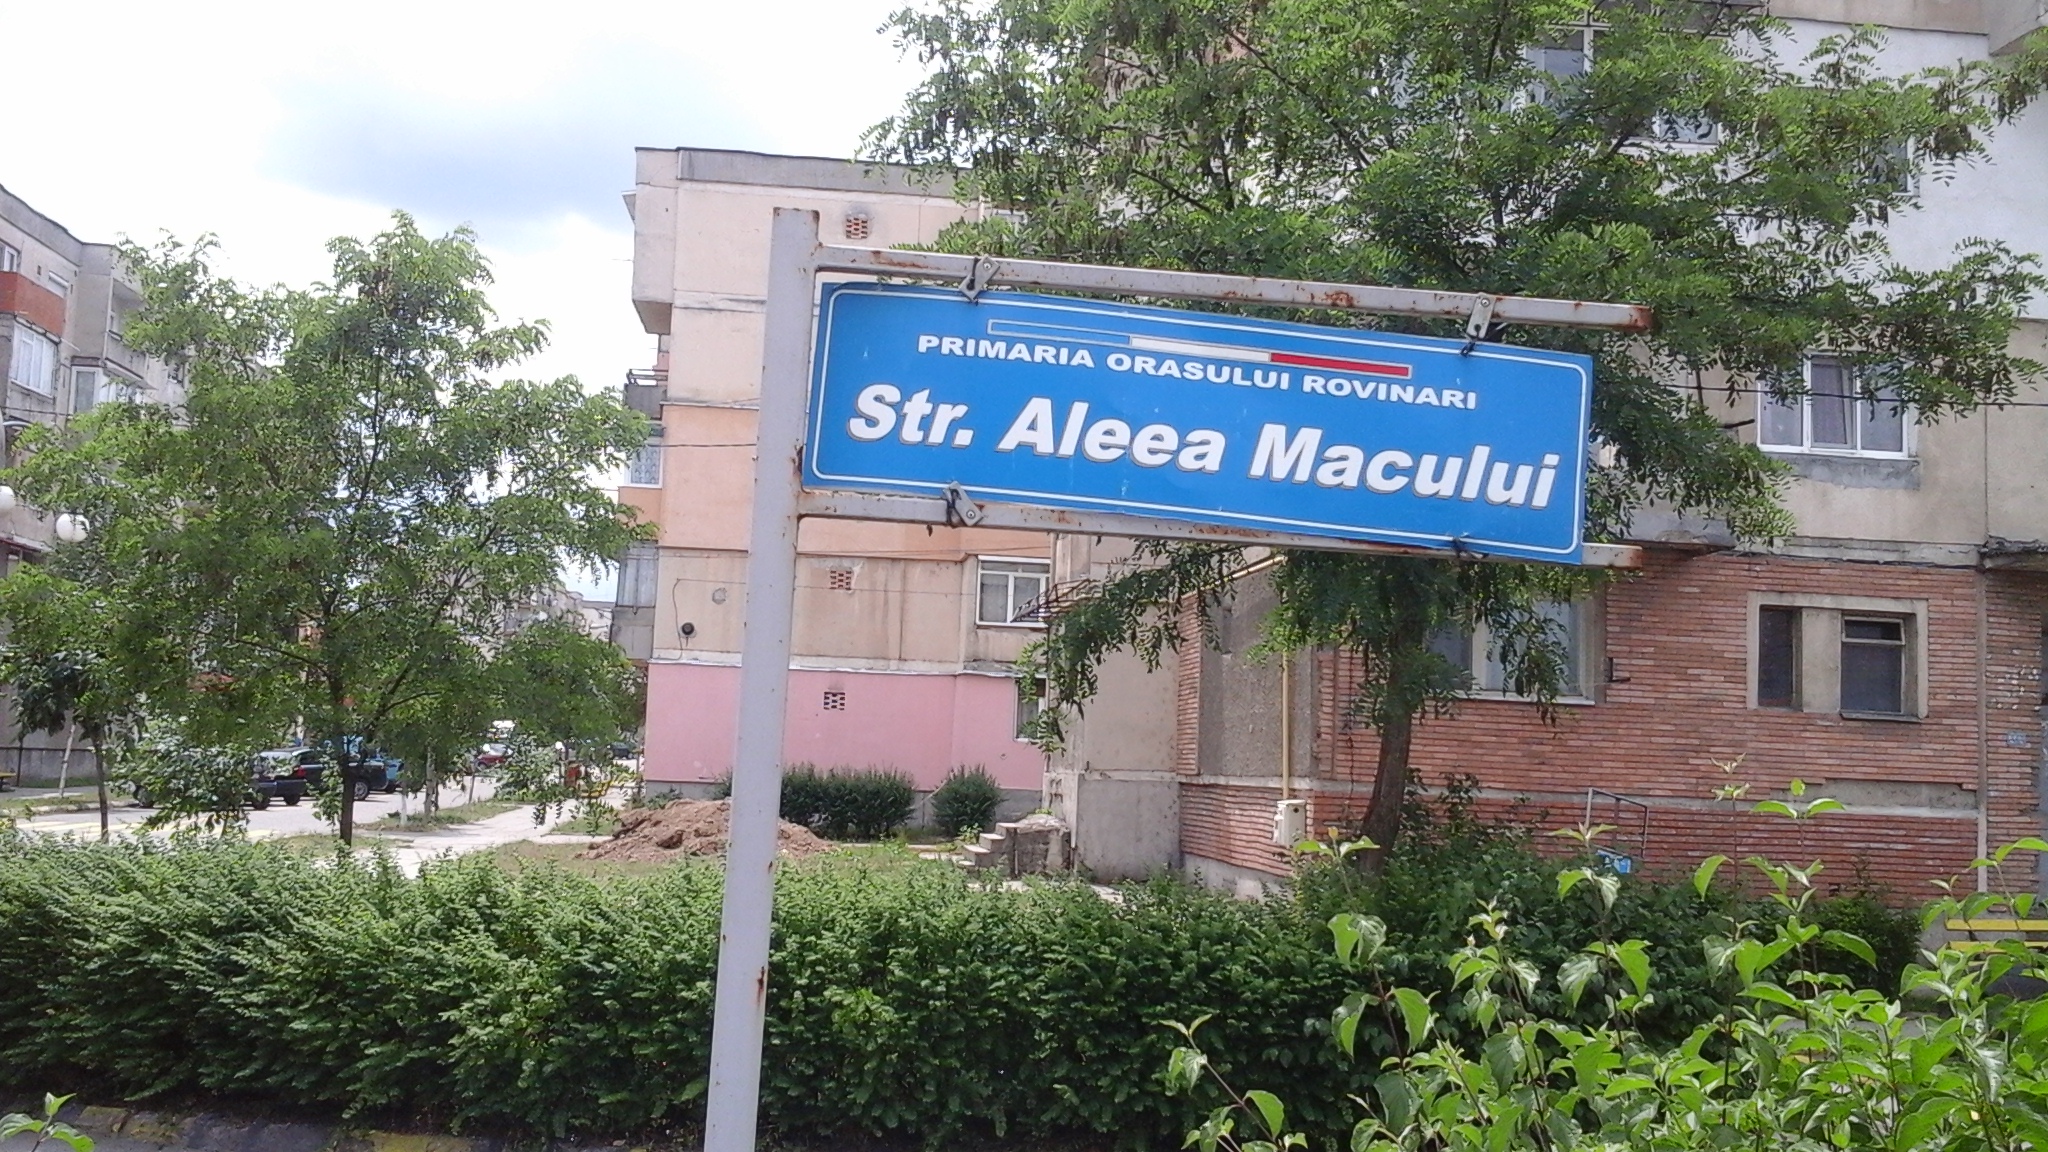 PRIMARIA ORASULUI ROVINARI
Str. Aleea Macului